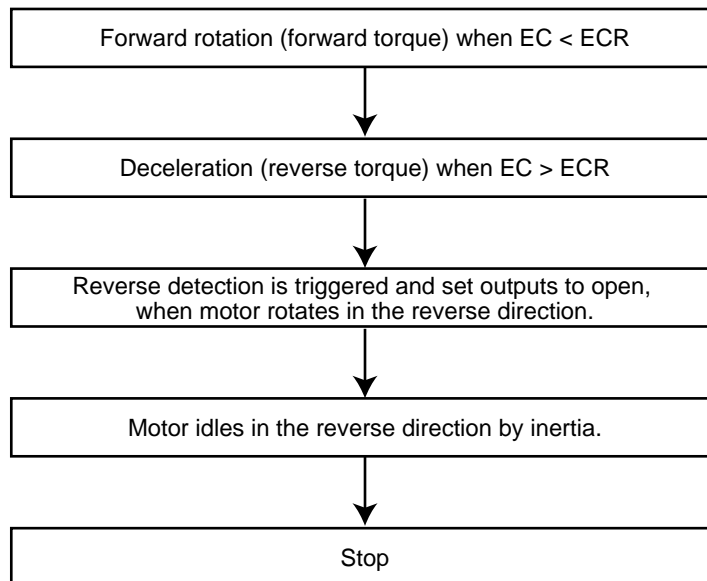 Forward rotation (forward torque) when EC < ECR
Deceleration (reverse torque) when EC > ECR
Reverse detection is triggered and set outputs to open,
when motor rotates in the reverse direction.
Motor idles in the reverse direction by inertia.
Stop